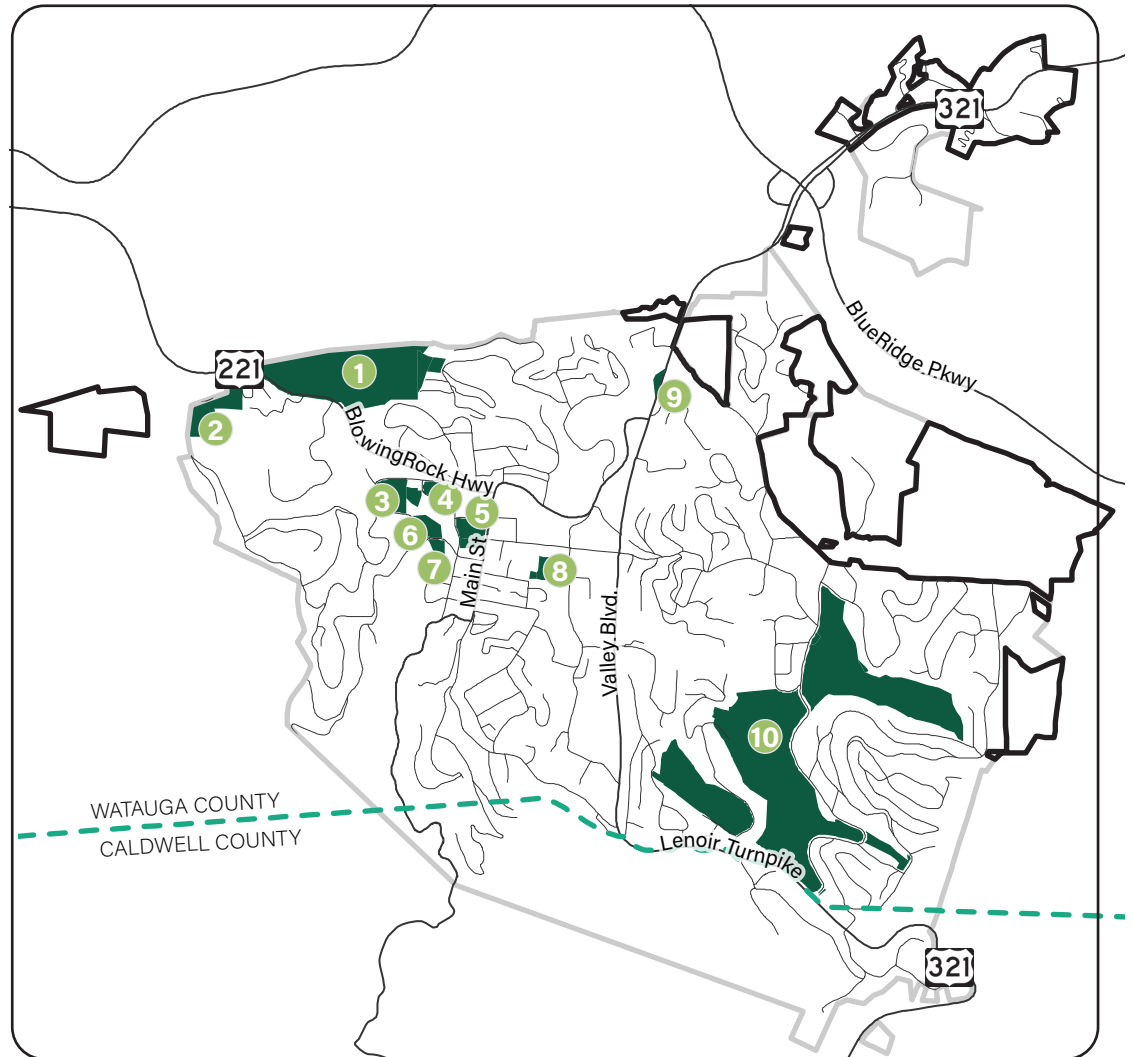 321
BlueRidge Pkwy
221
1
2
9
BlowingRock Hwy
3
4
5
6
7
8
Main St
Valley Blvd.
10
WATAUGA COUNTY
CALDWELL COUNTY
Lenoir Turnpike
321